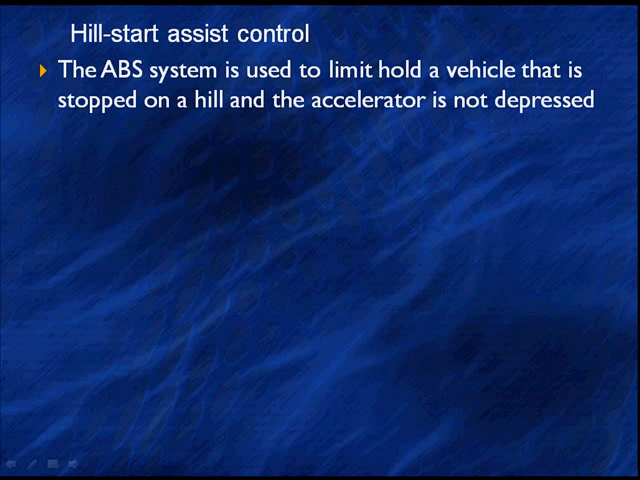 Hill-start assist control
The ABS system is used to limit hold a vehicle that is
stopped on a hill and the accelerator is not depressed